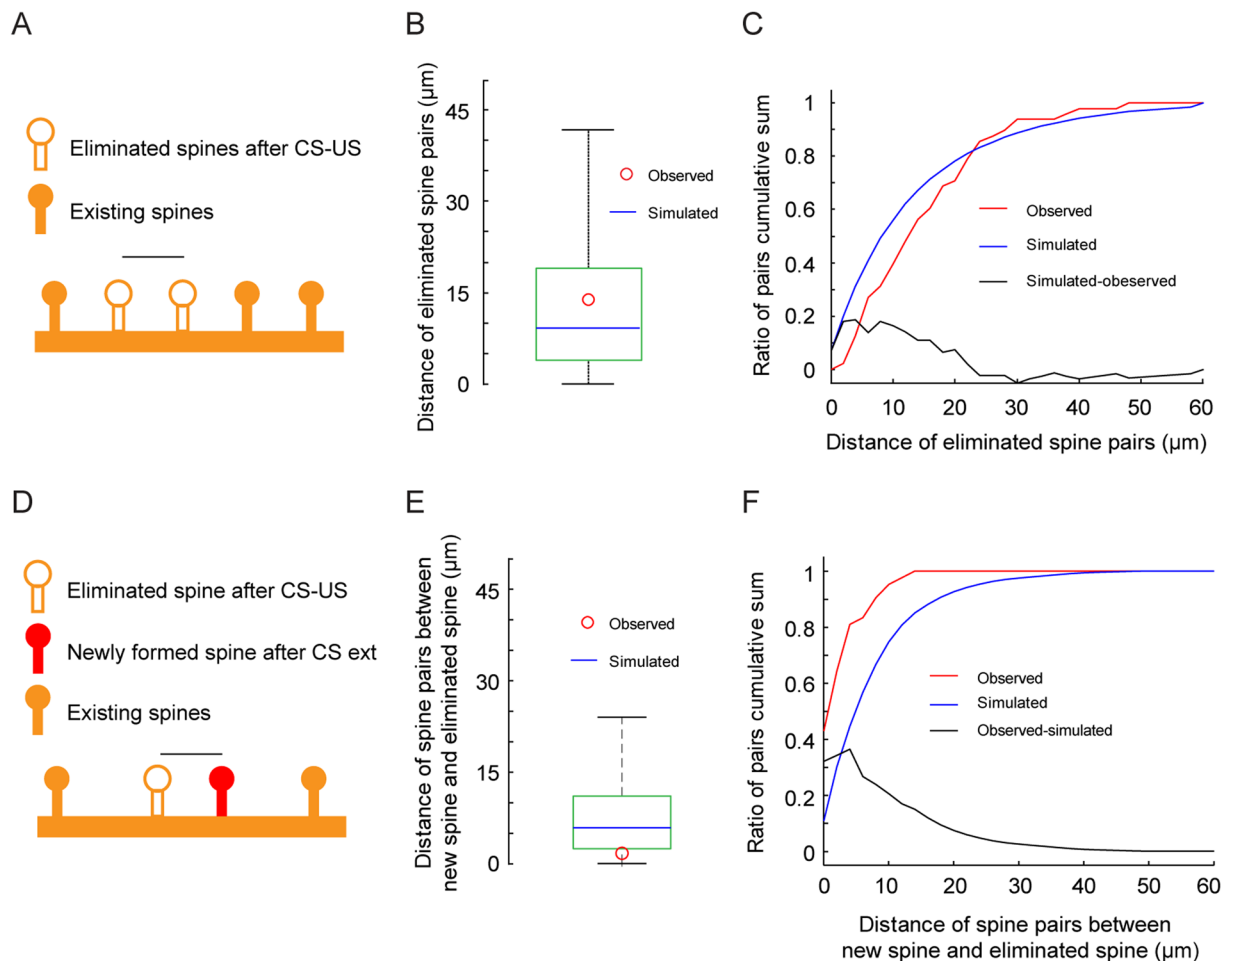 A
Eliminated spines after CS-US
Existing spines
B
Distance of eliminated spine pairs (μm)
45
30
15
0
Observed
Simulated
C
Ratio of pairs cumulative sum
1
0.8
0.6
0.4
0.2
0
Observed
Simulated
Simulated-obeserved
0 10 20 30 40 50 60
Distance of eliminated spine pairs (μm)
D
Eliminated spine after CS-US
Newly formed spine after CS ext
Existing spines
E
Distance of spine pairs between
new spine and eliminated spine (μm)
45
30
15
0
Observed
Simulated
F
Ratio of pairs cumulative sum
1
0.8
0.6
0.4
0.2
0
Observed
Simulated
Observed-simulated
0 10 20 30 40 50 60
Distance of spine pairs between
new spine and eliminated spine (μm)